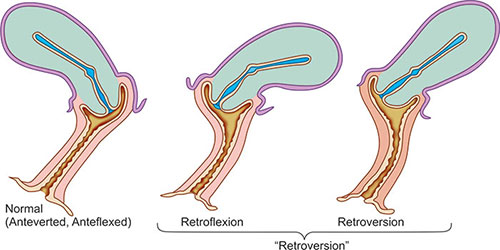 Normal
(Anteverted, Anteflexed)
Retroflexion
Retroversion
“Retroversion”